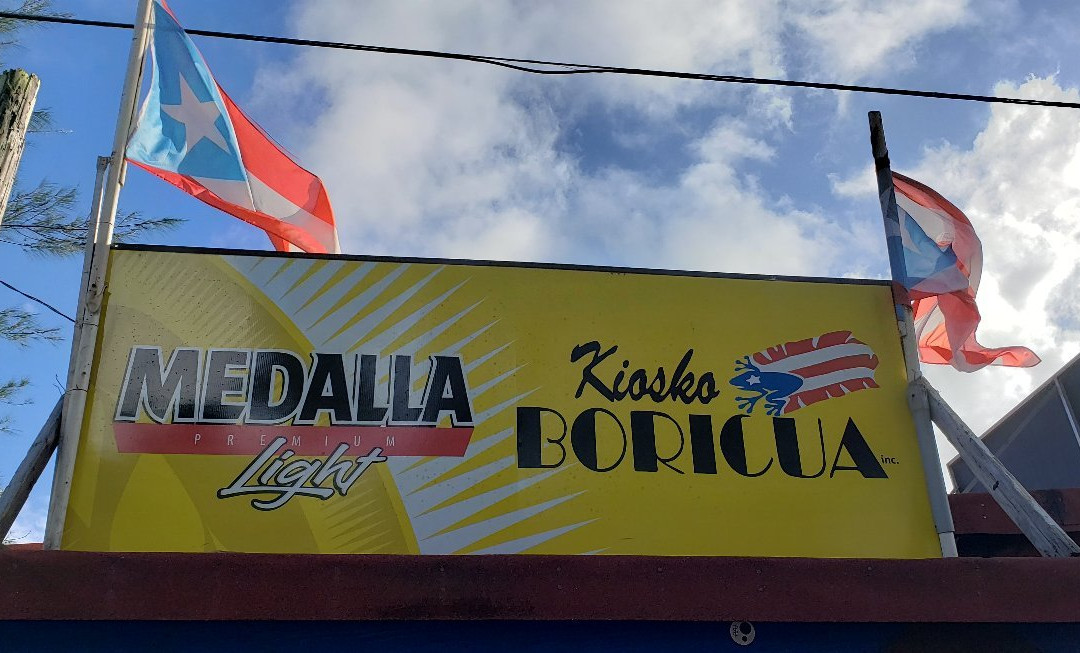 MEDALLA
PREMIUM
Light
Kiosko
BORICUA inc.